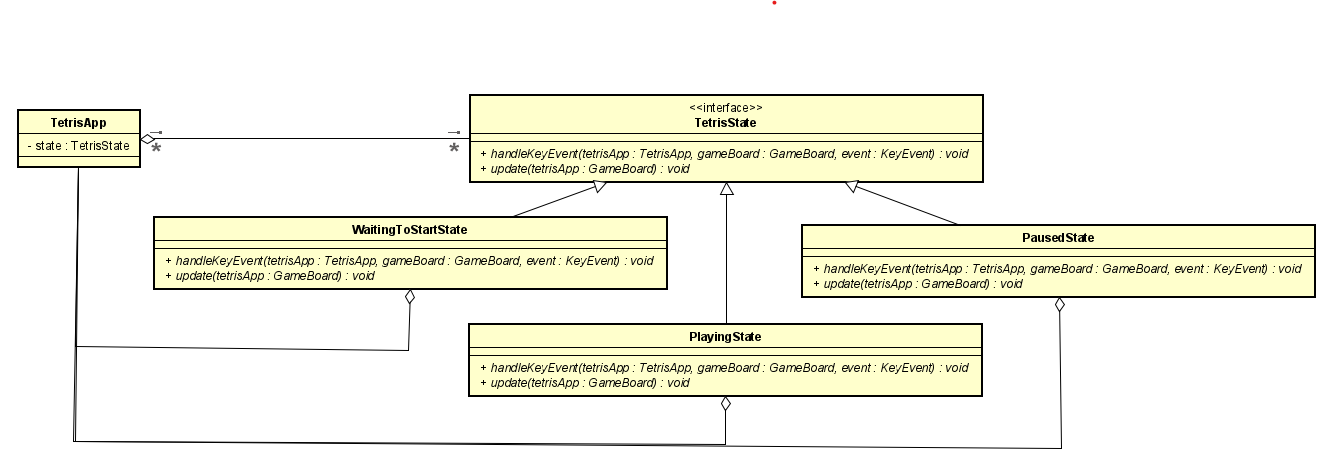 TetrisApp
- state : TetrisState
*
*
<<interface>>
TetrisState
+ handleKeyEvent(tetrisApp : TetrisApp, gameBoard : GameBoard, event : KeyEvent) : void
+ update(tetrisApp : GameBoard) : void
WaitingToStartState
+ handleKeyEvent(tetrisApp : TetrisApp, gameBoard : GameBoard, event : KeyEvent) : void
+ update(tetrisApp : GameBoard) : void
PausedState
+ handleKeyEvent(tetrisApp : TetrisApp, gameBoard : GameBoard, event : KeyEvent) : void
+ update(tetrisApp : GameBoard) : void
PlayingState
+ handleKeyEvent(tetrisApp : TetrisApp, gameBoard : GameBoard, event : KeyEvent) : void
+ update(tetrisApp : GameBoard) : void